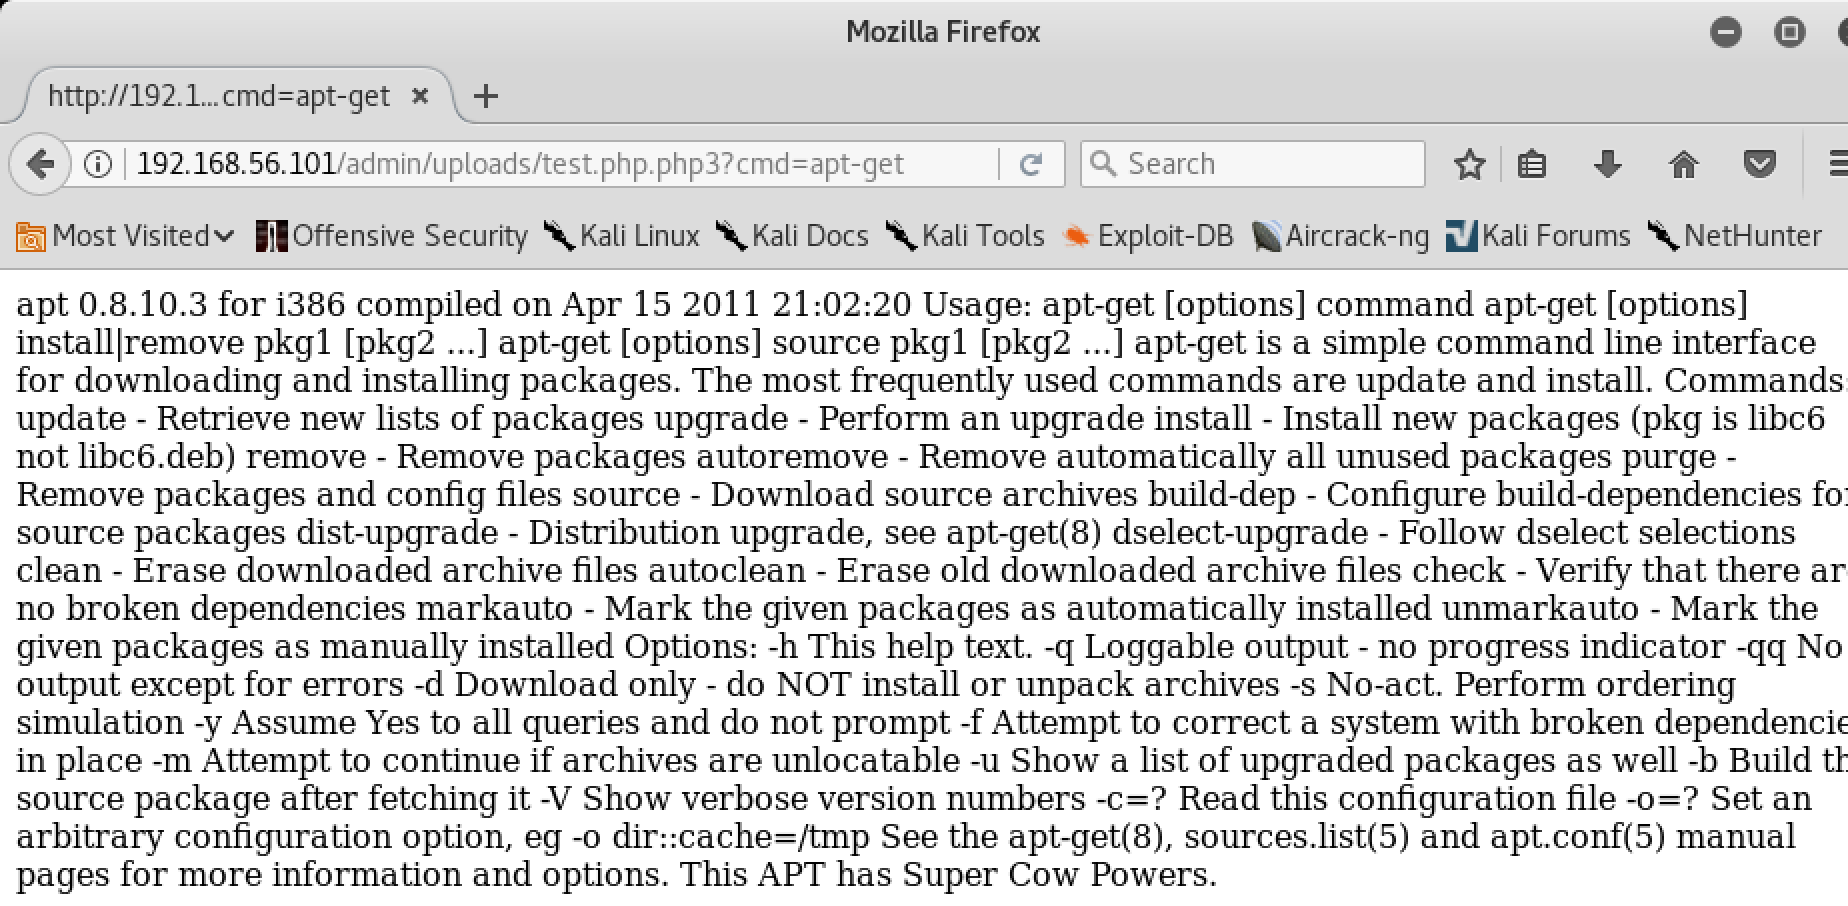 Mozilla Firefox
http://192.1...cmd=apt-get
192.168.56.101/admin/uploads/test.php.php3?cmd=apt-get Search
Most Visited Offensive Security Kali Linux Kali Docs Kali Tools Exploit-DB Aircrack-ng Kali Forums NetHunter
apt 0.8.10.3 for i386 compiled on Apr 15 2011 21:02:20 Usage: apt-get [options] command apt-get [options]
install|remove pkg1 [pkg2 ...] apt-get [options] source pkg1 [pkg2 ...] apt-get is a simple command line interface
for downloading and installing packages. The most frequently used commands are update and install. Commands:
update - Retrieve new lists of packages upgrade - Perform an upgrade install - Install new packages (pkg is libc6
not libc6.deb) remove - Remove packages autoremove - Remove automatically all unused packages purge -
Remove packages and config files source - Download source archives build-dep - Configure build-dependencies for
source packages dist-upgrade - Distribution upgrade, see apt-get(8) dselect-upgrade - Follow dselect selections
clean - Erase downloaded archive files autoclean - Erase old downloaded archive files check - Verify that there ar
no broken dependencies markauto - Mark the given packages as automatically installed unmarkauto - Mark the
given packages as manually installed Options: -h This help text. -q Loggable output - no progress indicator -qq No
output except for errors -d Download only - do NOT install or unpack archives -s No-act. Perform ordering
simulation -y Assume Yes to all queries and do not prompt -f Attempt to correct a system with broken dependencie
in place -m Attempt to continue if archives are unlocatable -u Show a list of upgraded packages as well -b Build th
source package after fetching it -V Show verbose version numbers -c=? Read this configuration file -o=? Set an
arbitrary configuration option, eg -o dir::cache=/tmp See the apt-get(8), sources.list(5) and apt.conf(5) manual
pages for more information and options. This APT has Super Cow Powers.